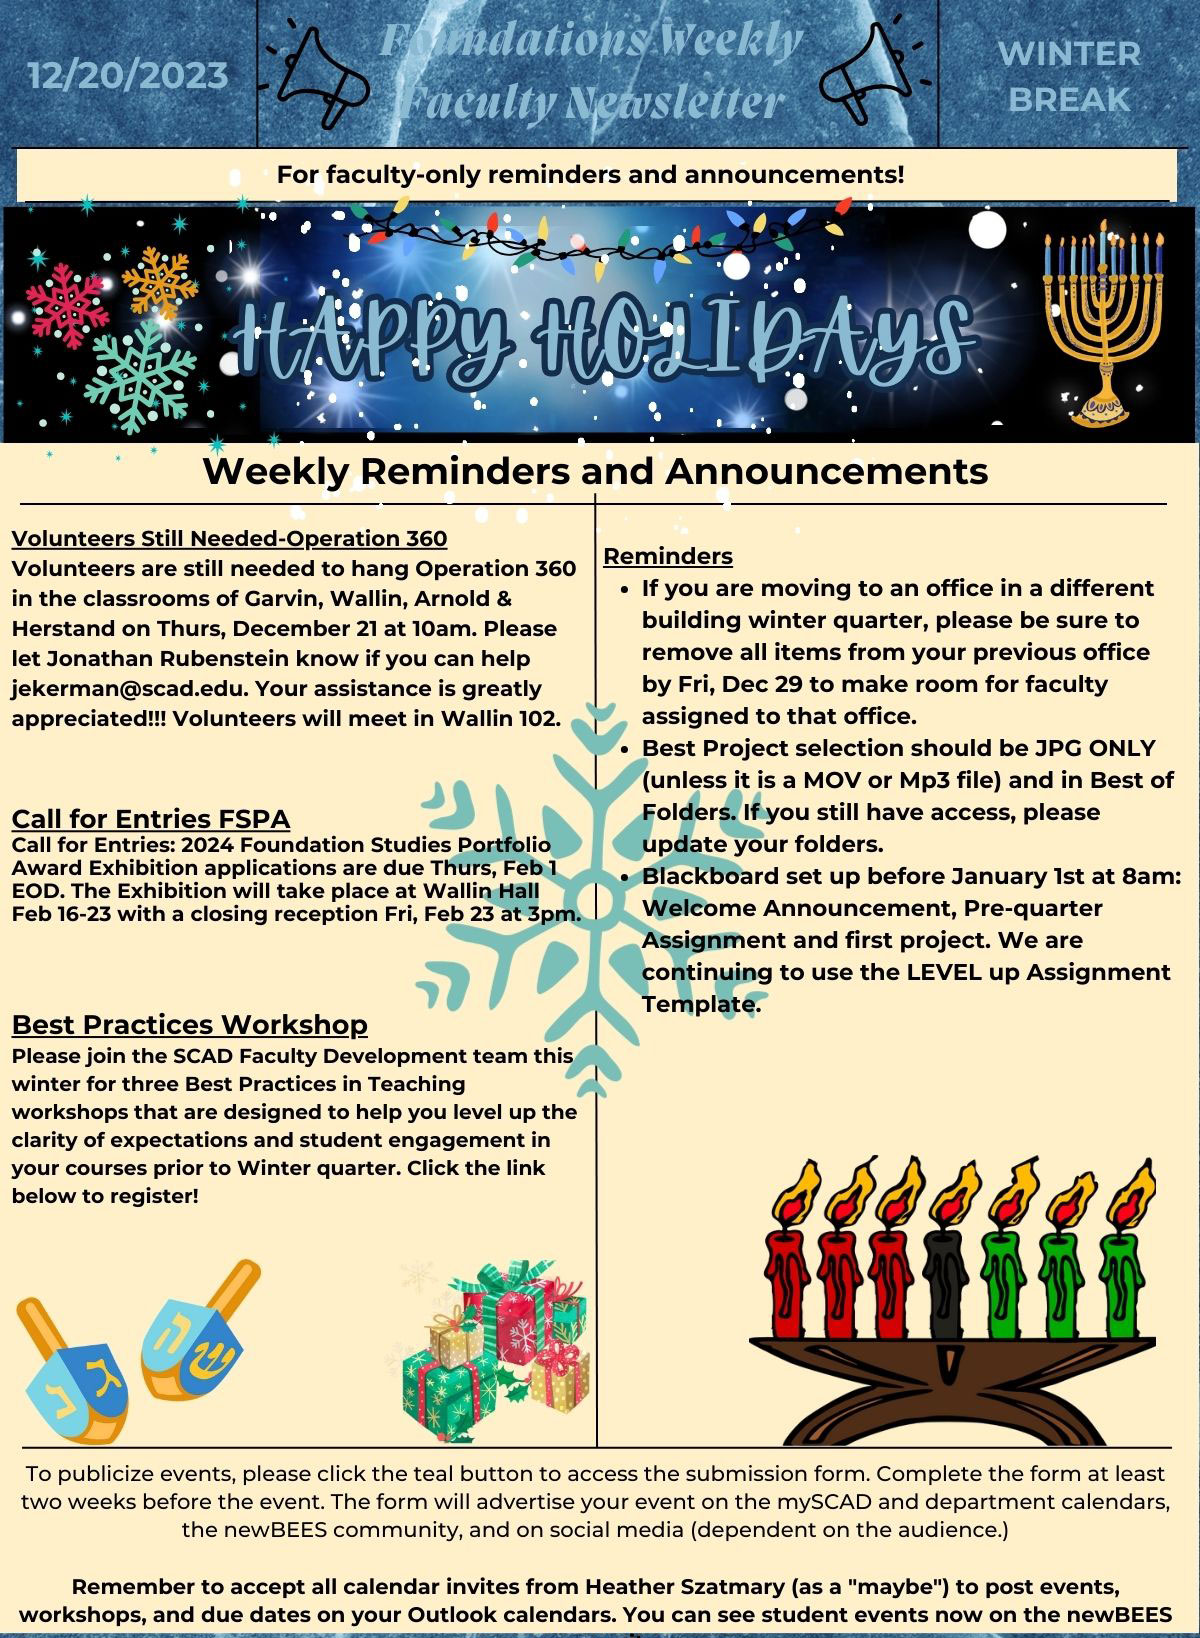 12/20/2023
Foundations Weekly
Faculty Newsletter
WINTER
BREAK
For faculty-only reminders and announcements!
HAPPY HOLIDAYS
Weekly Reminders and Announcements
Volunteers Still Needed-Operation 360
Volunteers are still needed to hang Operation 360
in the classrooms of Garvin, Wallin, Arnold &
Herstand on Thurs, December 21 at 10am. Please
let Jonathan Rubenstein know if you can help
jekerman@scad.edu. Your assistance is greatly
appreciated!!! Volunteers will meet in Wallin 102.
Call for Entries FSPA
Call for Entries: 2024 Foundation Studies Portfolio
Award Exhibition applications are due Thurs, Feb 1
EOD. The Exhibition will take place at Wallin Hall
Feb 16-23 with a closing reception Fri, Feb 23 at 3pm.
Best Practices Workshop
Please join the SCAD Faculty Development team this
winter for three Best Practices in Teaching
workshops that are designed to help you level up the
clarity of expectations and student engagement in
your courses prior to Winter quarter. Click the link
below to register!
Reminders
• If you are moving to an office in a different
building winter quarter, please be sure to
remove all items from your previous office
by Fri, Dec 29 to make room for faculty
assigned to that office.
• Best Project selection should be JPG ONLY
(unless it is a MOV or Mp3 file) and in Best of
Folders. If you still have access, please
update your folders.
• Blackboard set up before January 1st at 8am:
Welcome Announcement, Pre-quarter
Assignment and first project. We are
continuing to use the LEVEL up Assignment
Template.
ג
ה
ש
To publicize events, please click the teal button to access the submission form. Complete the form at least
two weeks before the event. The form will advertise your event on the mySCAD and department calendars,
the newBEES community, and on social media (dependent on the audience.)
Remember to accept all calendar invites from Heather Szatmary (as a "maybe") to post events,
workshops, and due dates on your Outlook calendars. You can see student events now on the newBEES